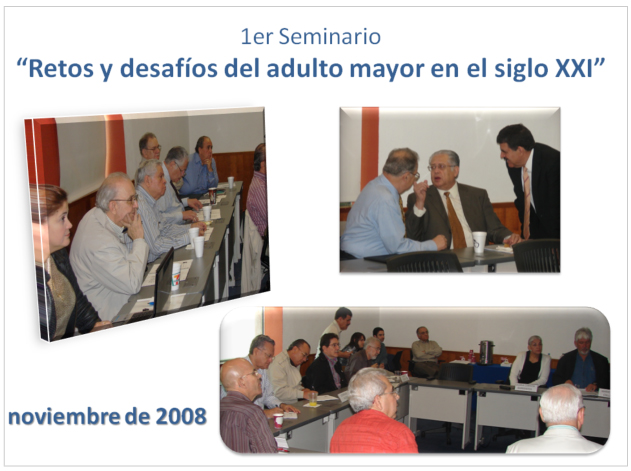 1er Seminario
“Retos y desafíos del adulto mayor en el siglo XXI”
noviembre de 2008